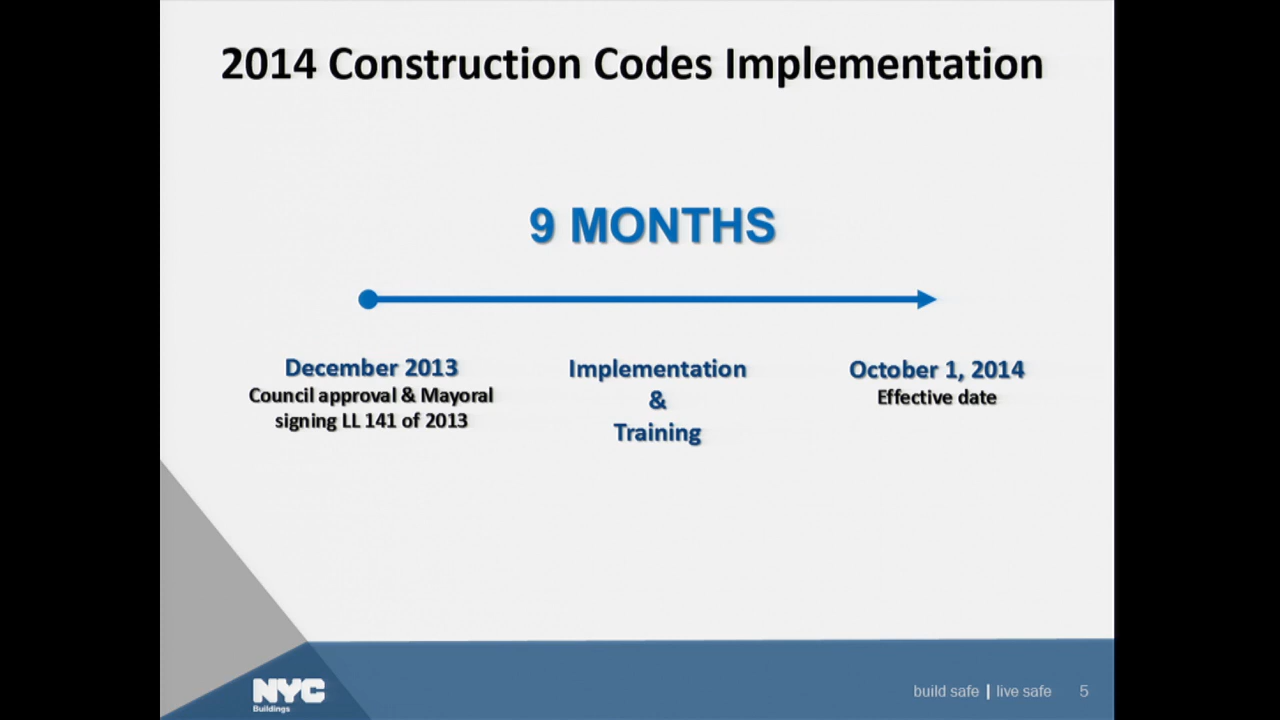 2014 Construction Codes Implementation
9 MONTHS
December 2013
Council approval & Mayoral
signing LL 141 of 2013
Implementation
&
Training
October 1, 2014
Effective date
NYC
Buildings
build safe | live safe 5